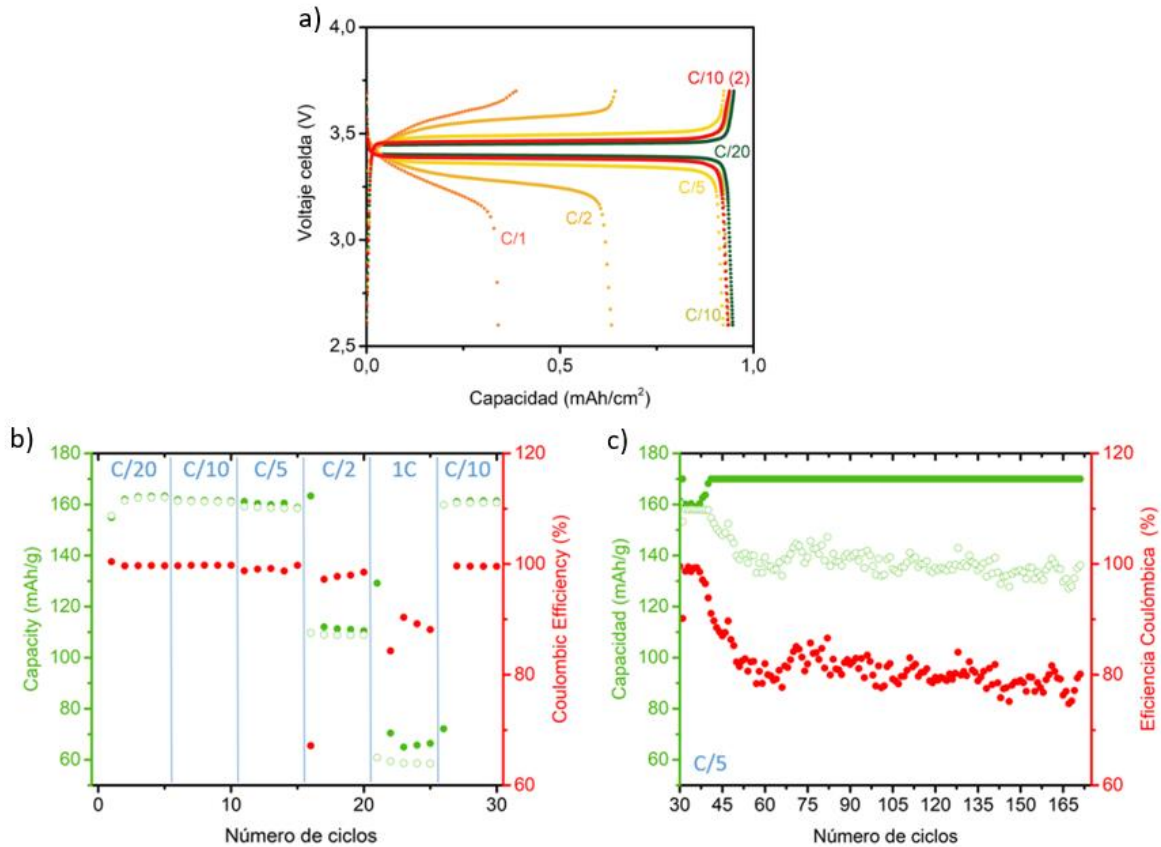 a)
4,0
3,5
3,0
2,5
Voltaje celda (V)
C/10 (2)
C/20
C/5
C/2
C/1
C/10
0,0
0,5
1,0
Capacidad (mAh/cm²)
b)
180
160
140
120
100
80
60
Capacity (mAh/g)
C/20
C/10
C/5
C/2
1C
C/10
120
100
80
60
Coulombic Efficiency (%)
0
10
20
30
Número de ciclos
c)
180
160
140
120
100
80
60
Capacidad (mAh/g)
C/5
120
100
80
60
Eficiencia Coulómbica (%)
30
45
60
75
90
105
120
135
150
165
Número de ciclos